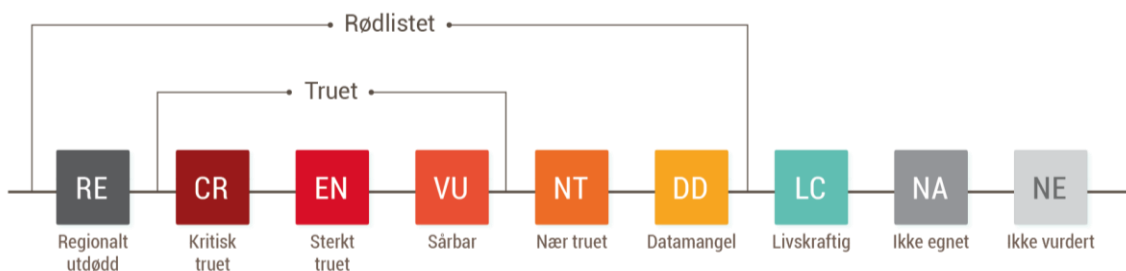 Rødlistet
Truet
RE
CR
EN
VU
NT
DD
LC
NA
NE
Regionalt
utdødd
Kritisk
truet
Sterkt
truet
Sårbar
Nær truet
Datamangel
Livskraftig
Ikke egnet
Ikke vurdert